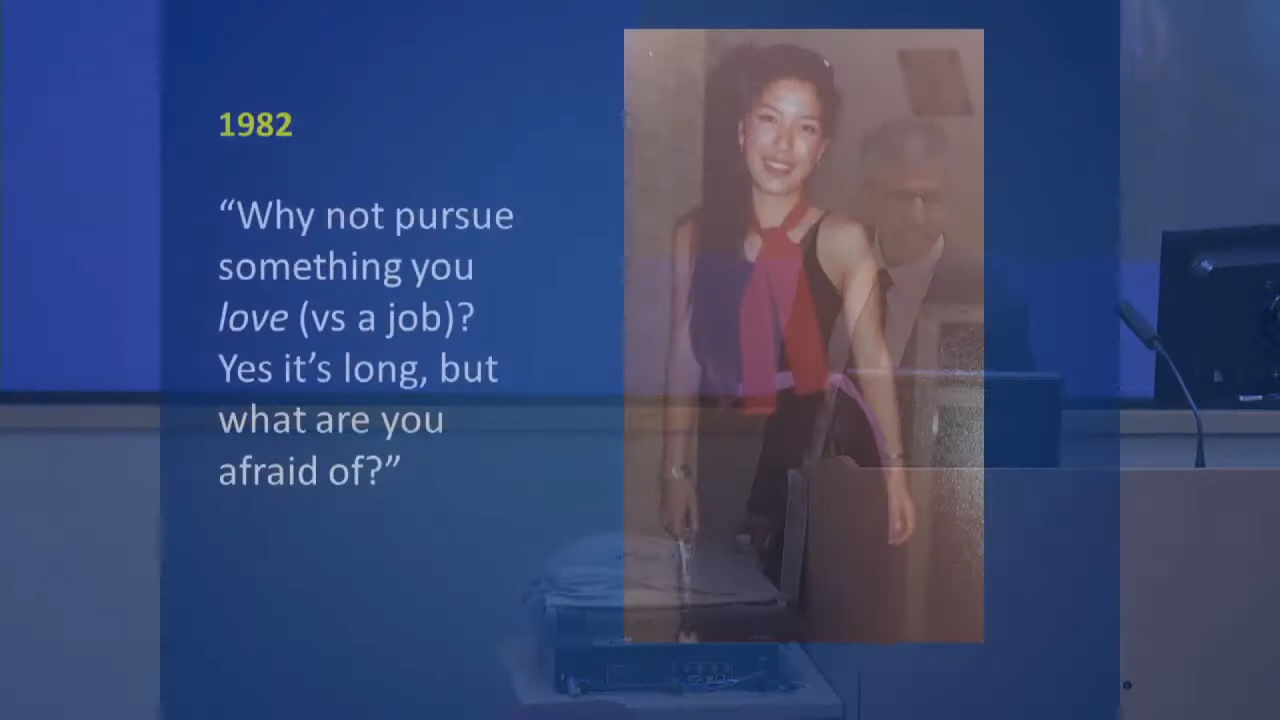 1982
“Why not pursue
something you
love (vs a job)?
Yes it’s long, but
what are you
afraid of?”